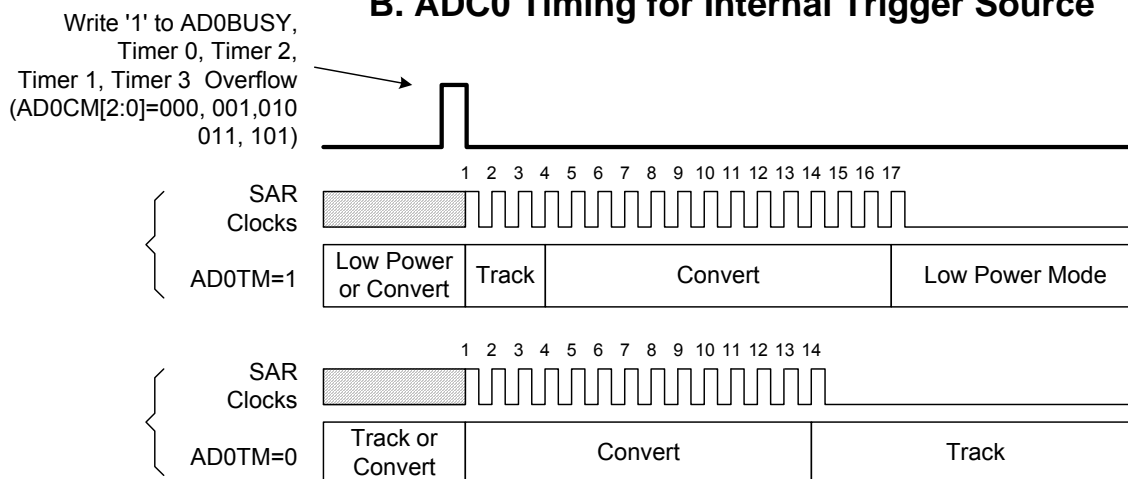 B. ADC0 Timing for Internal Trigger Source
Write '1' to AD0BUSY,
Timer 0, Timer 2,
Timer 1, Timer 3 Overflow
(AD0CM[2:0]=000, 001,010
011, 101)
1 2 3 4 5 6 7 8 9 10 11 12 13 14 15 16 17
SAR
Clocks
AD0TM=1
Low Power
or Convert
Track
Convert
Low Power Mode
1 2 3 4 5 6 7 8 9 10 11 12 13 14
SAR
Clocks
AD0TM=0
Track or
Convert
Convert
Track